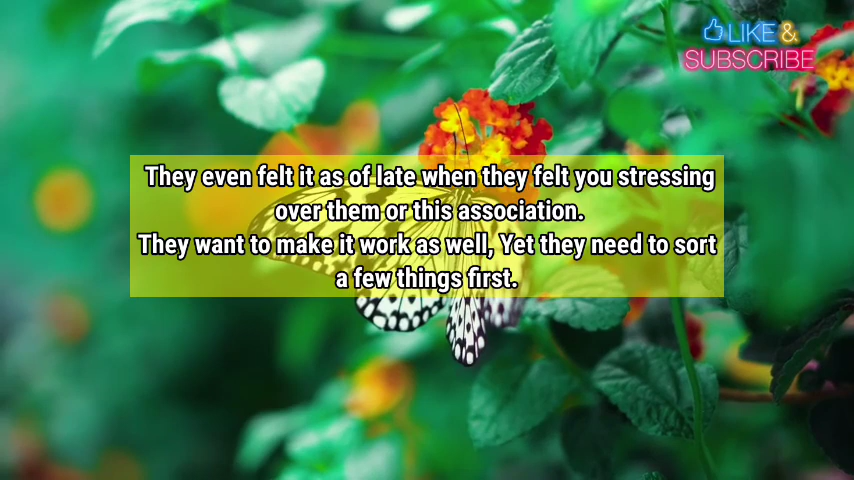 LIKE &
SUBSCRIBE
They even felt it as of late when they felt you stressing
over them or this association.
They want to make it work as well, Yet they need to sort
a few things first.